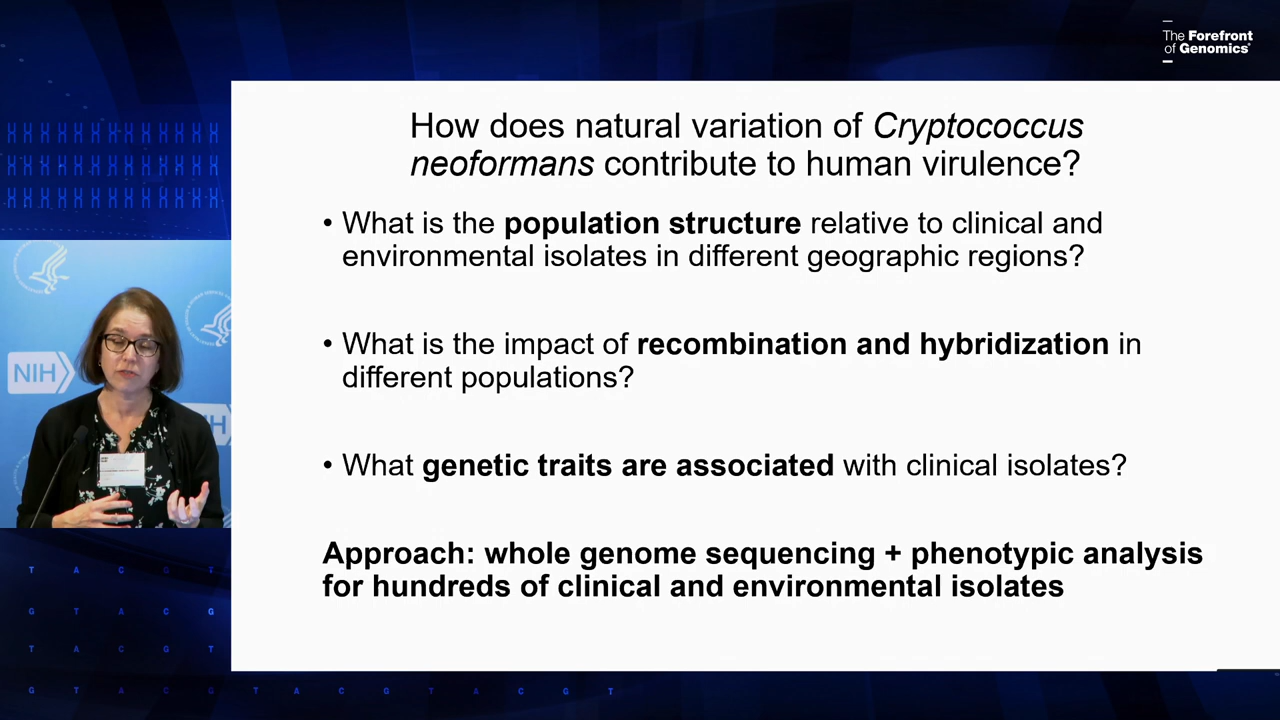 The Forefront
of Genomics®
How does natural variation of Cryptococcus
neoformans contribute to human virulence?
• What is the population structure relative to clinical and
environmental isolates in different geographic regions?
• What is the impact of recombination and hybridization in
different populations?
• What genetic traits are associated with clinical isolates?
Approach: whole genome sequencing + phenotypic analysis
for hundreds of clinical and environmental isolates
NIH
T A C G T
G T A C G
T A C G T
G T A C G T A C G T A C G T